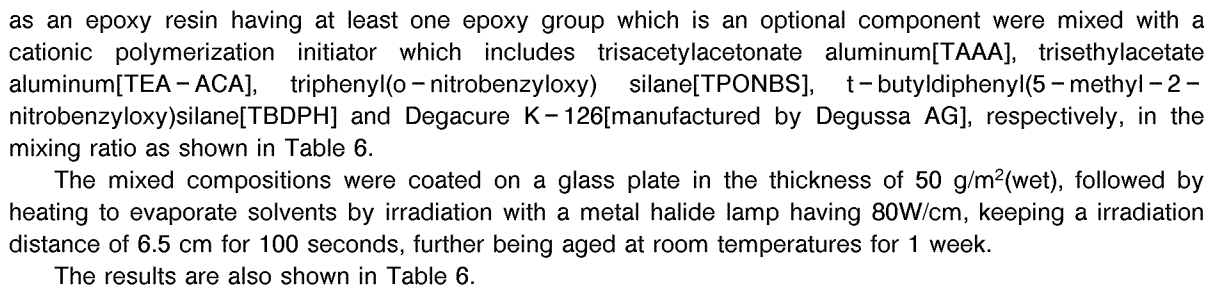 as an epoxy resin having at least one epoxy group which is an optional component were mixed with a
cationic polymerization initiator which includes trisacetylacetonate aluminum[TAAA], trisethylacetate
aluminum[TEA－ACA], triphenyl(o－nitrobenzyloxy) silane[TPONBS], t－butyldiphenyl(5－methyl－2－
nitrobenzyloxy)silane[TBDPH] and Degacure K－126[manufactured by Degussa AG], respectively, in the
mixing ratio as shown in Table 6.
The mixed compositions were coated on a glass plate in the thickness of 50 g/m²(wet), followed by
heating to evaporate solvents by irradiation with a metal halide lamp having 80W/cm, keeping a irradiation
distance of 6.5 cm for 100 seconds, further being aged at room temperatures for 1 week.
The results are also shown in Table 6.